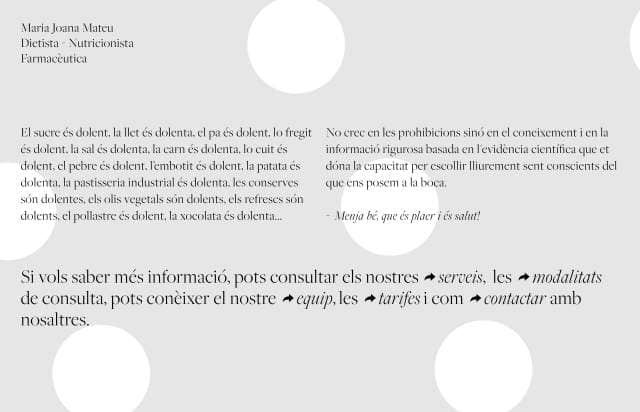 Maria Joana Mateu
Dietista - Nutricionista
Farmacèutica
El sucre és dolent, la llet és dolenta, el pa és dolent, lo fregit
és dolent, la sal és dolenta, la carn és dolenta, lo cuit és
dolent, el pebre és dolent, l'embotit és dolent, la patata és
dolenta, la pastisseria industrial és dolenta, les conserves
són dolentes, els olis vegetals són dolents, els refrescs són
dolents, el pollastre és dolent, la xocolata és dolenta...
No crec en les prohibicions sinó en el coneixement i en la
informació rigurosa basada en l'evidència científica que et
dóna la capacitat per escollir lliurement sent conscients del
que ens posem a la boca.
- Menja bé, que és plaer i és salut!
Si vols saber més informació, pots consultar els nostres ➦serveis, les ➦modalitats
de consulta, pots conèixer el nostre ➦equip, les ➦tarifes i com ➦contactar amb
nosaltres.